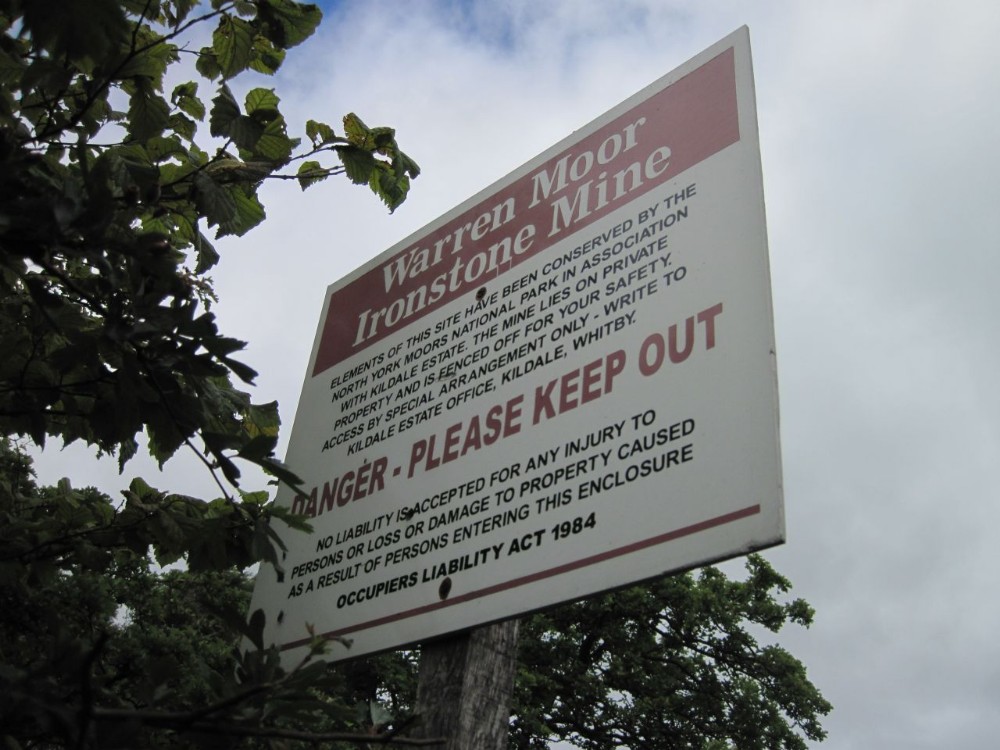 Warren Moor
Ironstone Mine
ELEMENTS OF THIS SITE HAVE BEEN CONSERVED BY THE
NORTH YORK MOORS NATIONAL PARK IN ASSOCIATION
WITH KILDALE ESTATE. THE MINE LIES ON PRIVATE
PROPERTY AND IS FENCED OFF FOR YOUR SAFETY.
ACCESS BY SPECIAL ARRANGEMENT ONLY - WRITE TO
KILDALE ESTATE OFFICE, KILDALE, WHITBY.
DANGER - PLEASE KEEP OUT
NO LIABILITY IS ACCEPTED FOR ANY INJURY TO
PERSONS OR LOSS OR DAMAGE TO PROPERTY CAUSED
AS A RESULT OF PERSONS ENTERING THIS ENCLOSURE
OCCUPIERS LIABILITY ACT 1984